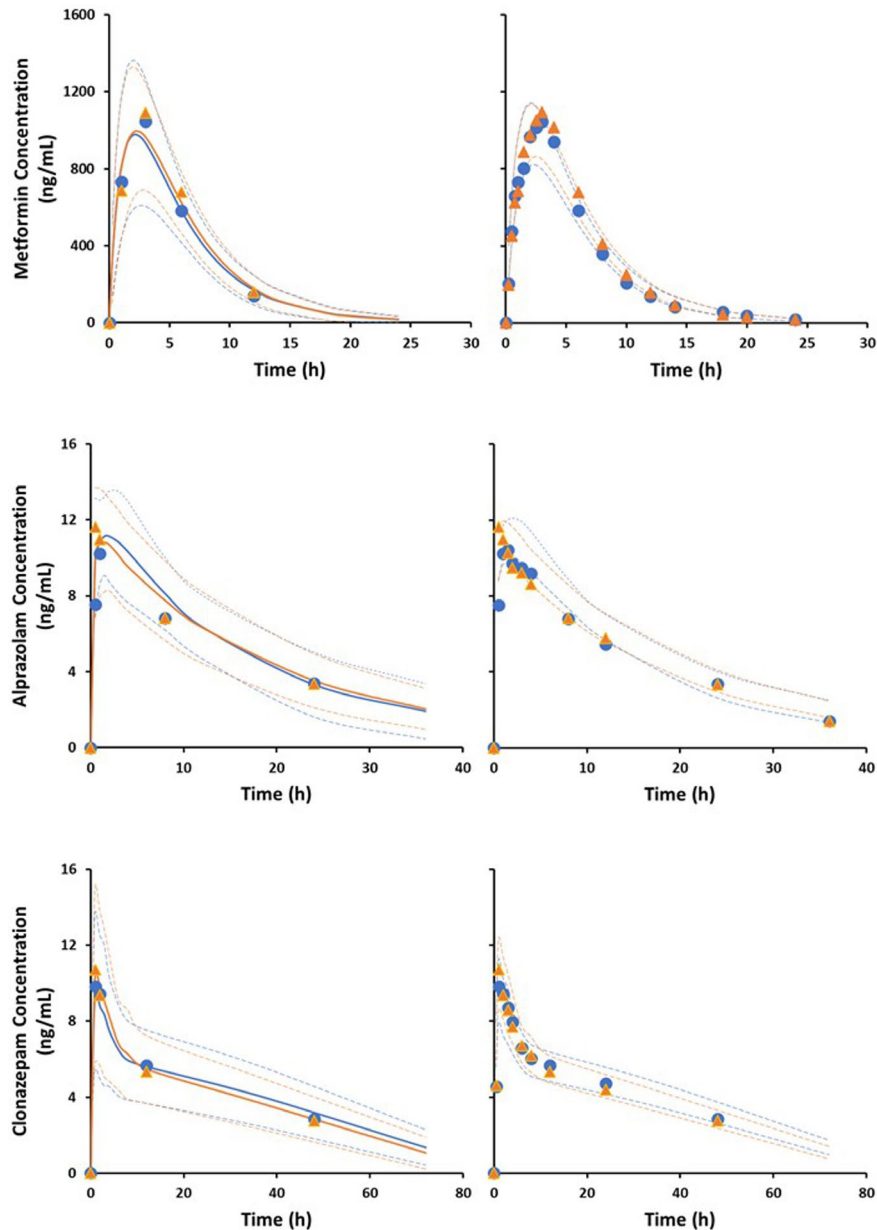 Metformin Concentration
(ng/mL)
1600
1200
800
400
0
0 5 10 15 20 25 30
Time (h)
0 5 10 15 20 25 30
Time (h)
Alprazolam Concentration
(ng/mL)
16
12
8
4
0
0 10 20 30 40
Time (h)
0 10 20 30 40
Time (h)
Clonazepam Concentration
(ng/mL)
16
12
8
4
0
0 20 40 60 80
Time (h)
0 20 40 60 80
Time (h)